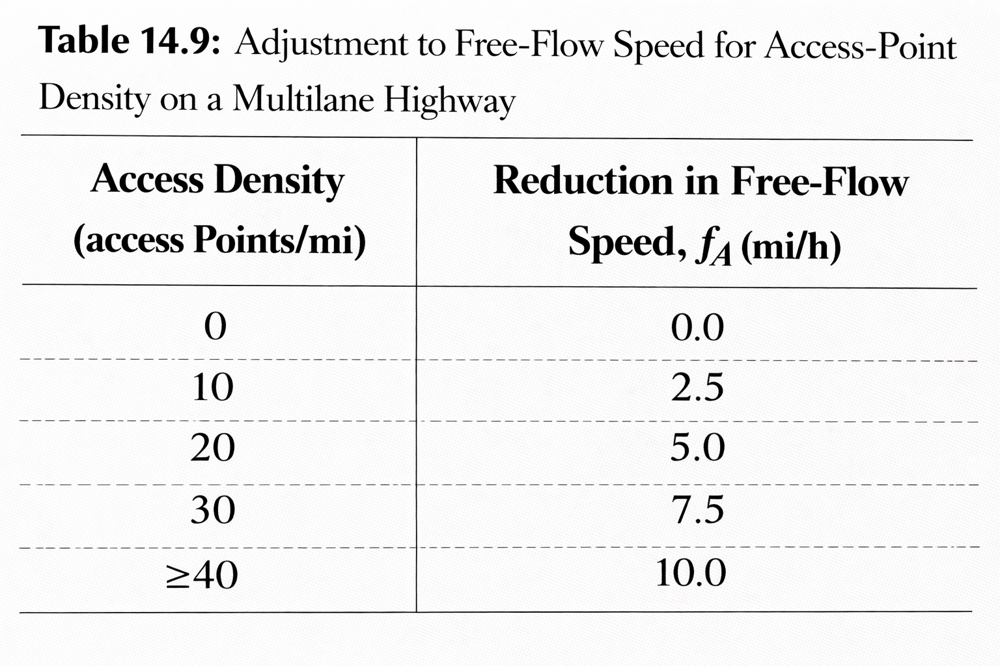 Table 14.9: Adjustment to Free-Flow Speed for Access-Point
Density on a Multilane Highway
Access Density
(access Points/mi)
Reduction in Free-Flow
Speed, fA (mi/h)
0 0.0
10 2.5
20 5.0
30 7.5
≥40 10.0